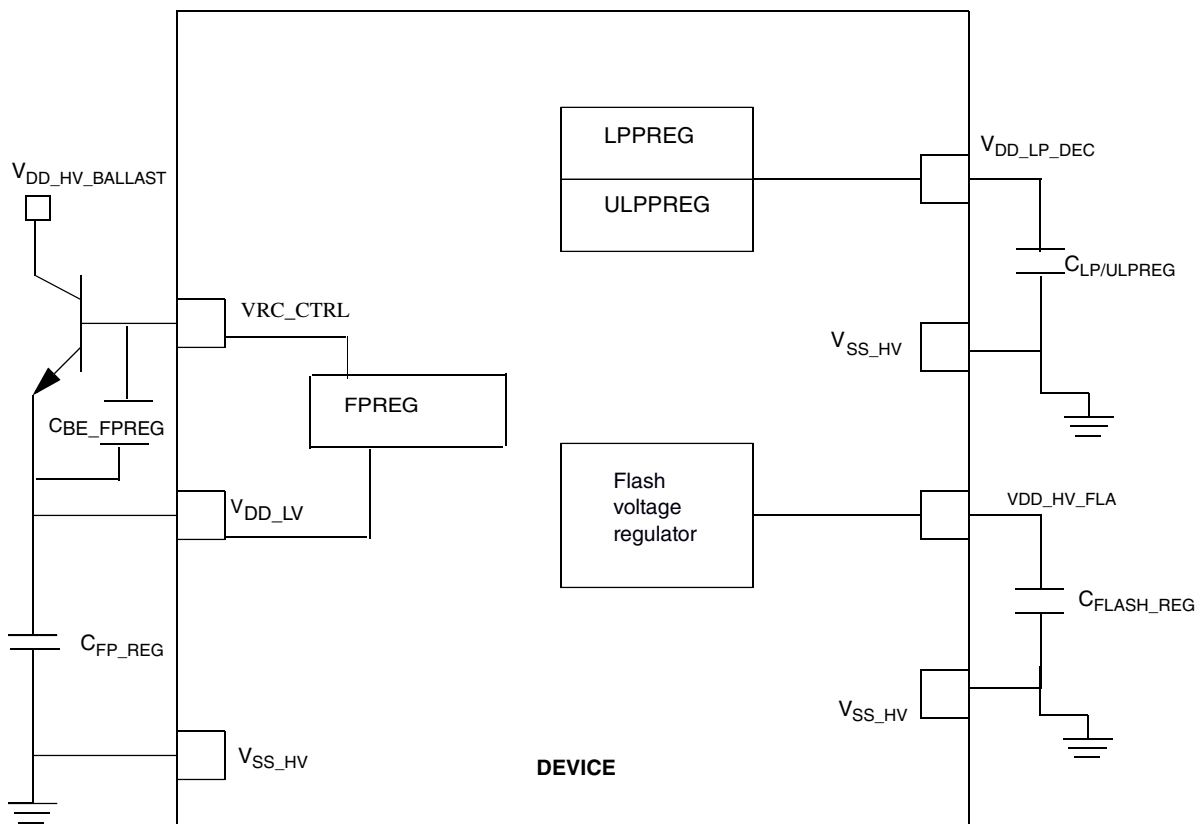 LPPREG
VDD_LP_DEC
VDD_HV_BALLAST
ULPPREG
CLP/ULPREG
VRC_CTRL
VSS_HV
FPREG
CBE_FPREG
Flash
voltage
regulator
VDD_LV
VDD_HV_FLA
CFLASH_REG
CFP_REG
VSS_HV
VSS_HV
DEVICE